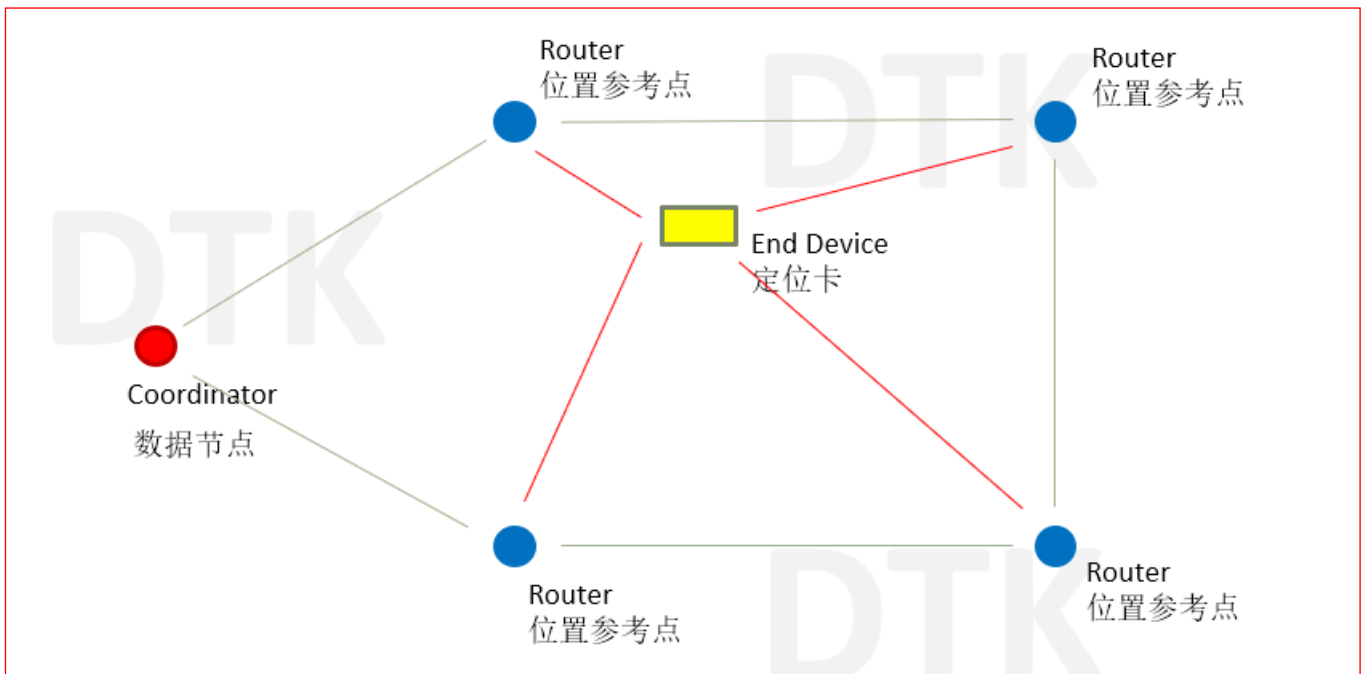 Router
位置参考点
Router
位置参考点
DTK
End Device
定位卡
DTK
Coordinator
数据节点
Router
位置参考点
Router
位置参考点
DTK